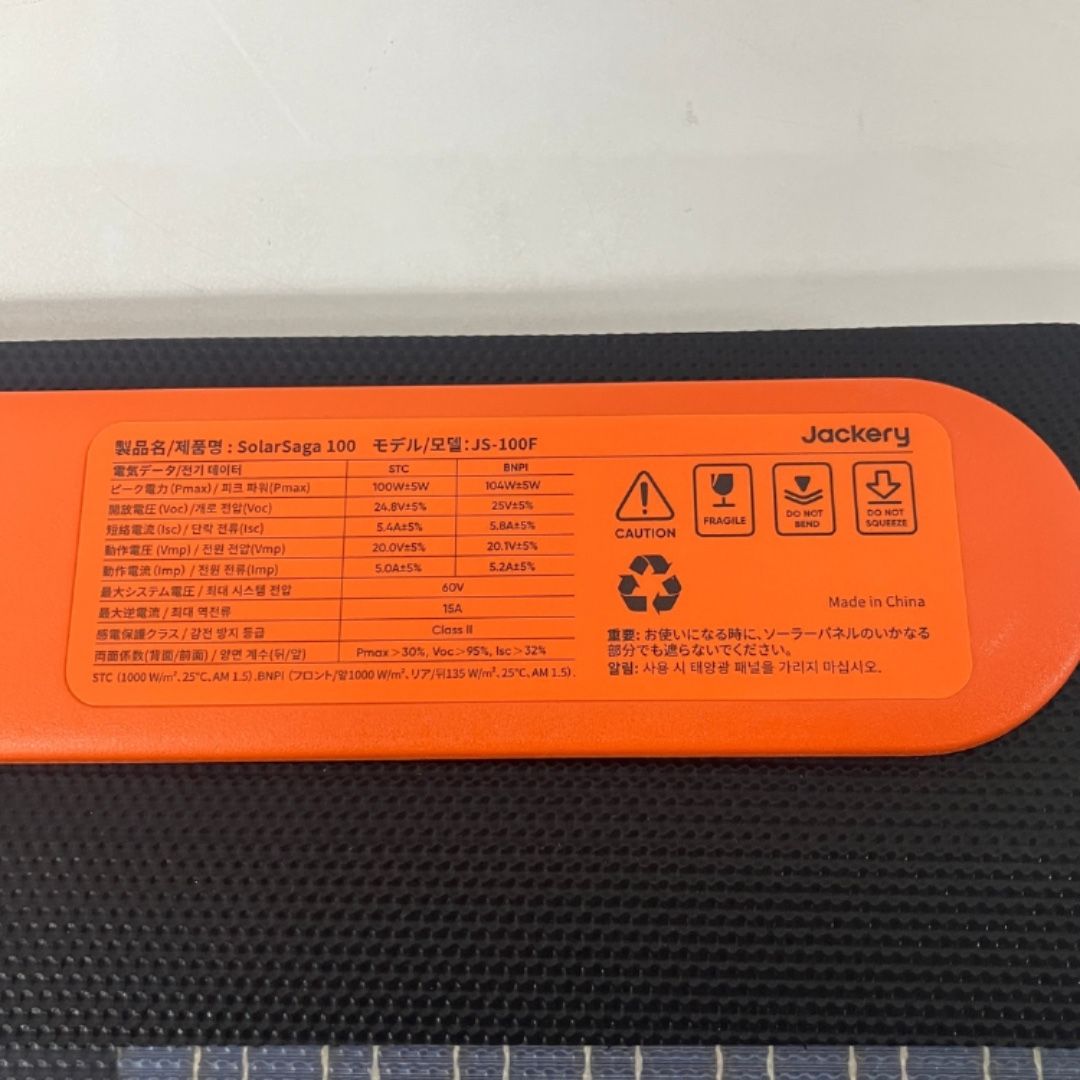 製品名/제품명 : SolarSaga 100 モデル/모델: JS-100F
Jackery
電気データ/전기 데이터 STC BNPI
ピーク電力 (Pmax) / 피크 파워(Pmax) 100W±5W 104W±5W
開放電圧 (Voc)/개로 전압(Voc) 24.8V±5% 25V±5%
短絡電流 (Isc) / 단락 전류(Isc) 5.4A±5% 5.8A±5%
動作電圧 (Vmp) / 전원 전압(Vmp) 20.0V±5% 20.1V±5%
動作電流 (Imp) / 전원 전류(Imp) 5.0A±5% 5.2A±5%
最大システム電圧 / 최대 시스템 전압 60V
最大逆電流 / 최대 역전류 15A
感電保護クラス / 감전 방지 등급 Class III
両面係数(背面/前面) / 양면 계수(뒤/앞) Pmax>30%, Voc>95%, Isc>32%
STC (1000 W/m², 25℃, AM 1.5). BNPI (フロント/앞1000 W/m², リア/뒤135 W/m², 25℃, AM 1.5).
CAUTION
FRAGILE
DO NOT
BEND
DO NOT
SQUEEZE
Made in China
重要: お使いになる時に、ソーラーパネルのいかなる
部分でも遮らないでください。
알림: 사용 시 태양광 패널을 가리지 마십시오.